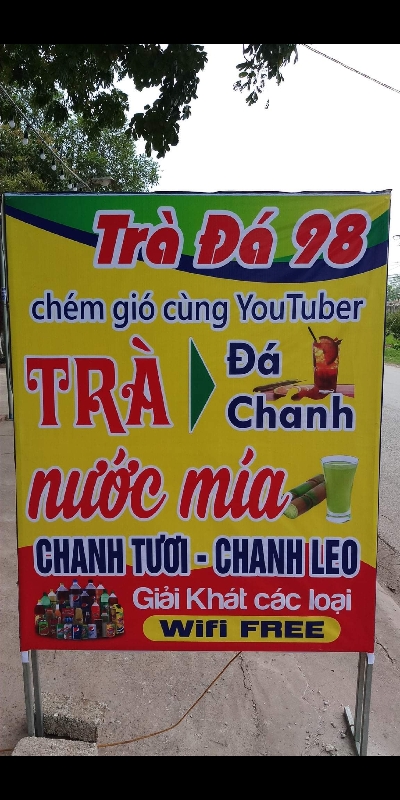 Trà Đá 98
chém gió cùng YouTuber
TRÀ Đá
Chanh
nước mía
CHANH TƯƠI - CHANH LEO
Giải Khát các loại
Wifi FREE